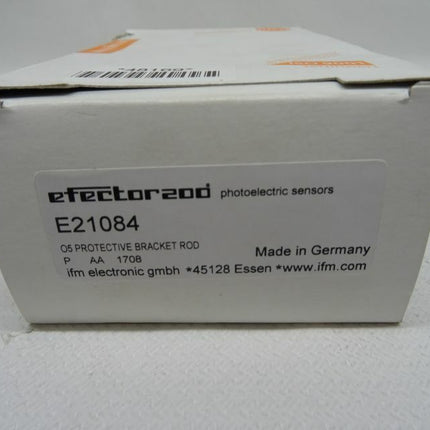 efector200 photoelectric sensors
E21084
O5 PROTECTIVE BRACKET ROD
P AA 1708
Made in Germany
ifm electronic gmbh *45128 Essen *www.ifm.com